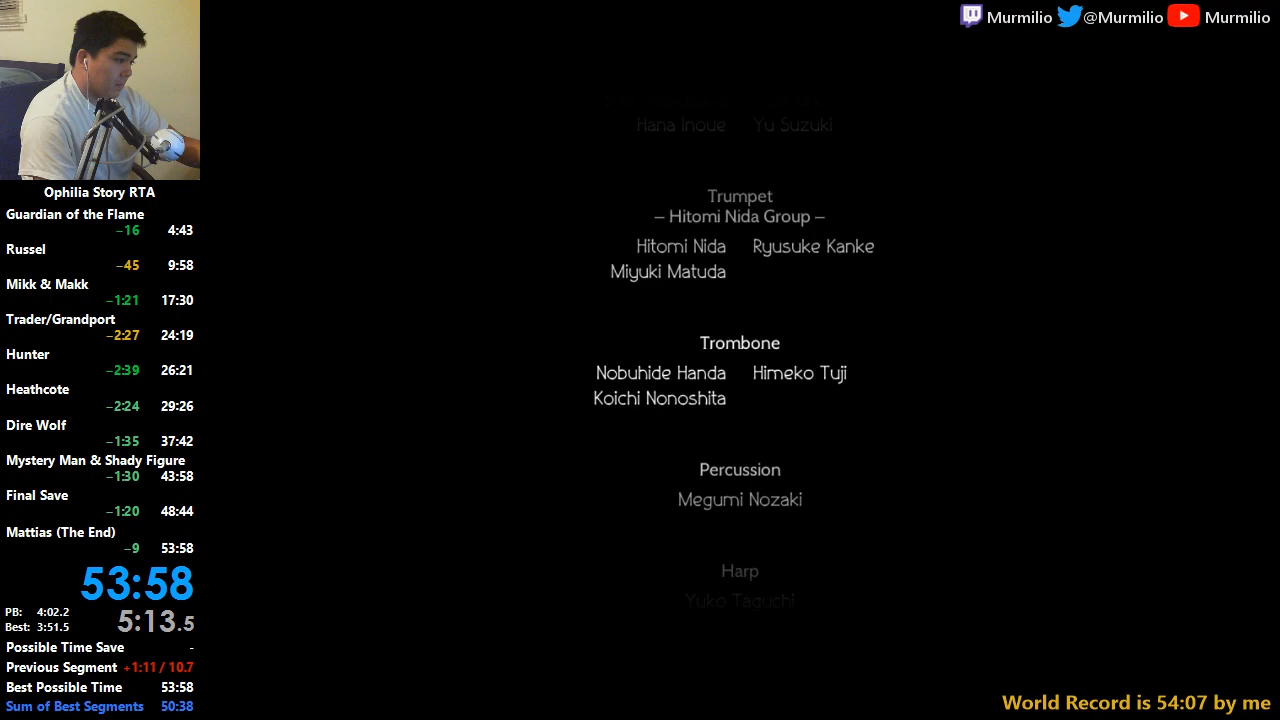 Murmilio @Murmilio Murmilio
Hana Inoue Yu Suzuki
Trumpet
– Hitomi Nida Group –
Hitomi Nida Ryusuke Kanke
Miyuki Matuda
Trombone
Nobuhide Handa Himeko Tuji
Koichi Nonoshita
Percussion
Megumi Nozaki
Harp
Yuko Taguchi
Ophilia Story RTA
Guardian of the Flame
−16 4:43
Russel
−45 9:58
Mikk & Makk
−1:21 17:30
Trader/Grandport
−2:27 24:19
Hunter
−2:39 26:21
Heathcote
−2:24 29:26
Dire Wolf
−1:35 37:42
Mystery Man & Shady Figure
−1:30 43:58
Final Save
−1:20 48:44
Mattias (The End)
−9 53:58
53:58
PB: 4:02.2
Best: 3:51.5
5:13.5
Possible Time Save -
Previous Segment +1:11 / 10.7
Best Possible Time 53:58
Sum of Best Segments 50:38
World Record is 54:07 by me